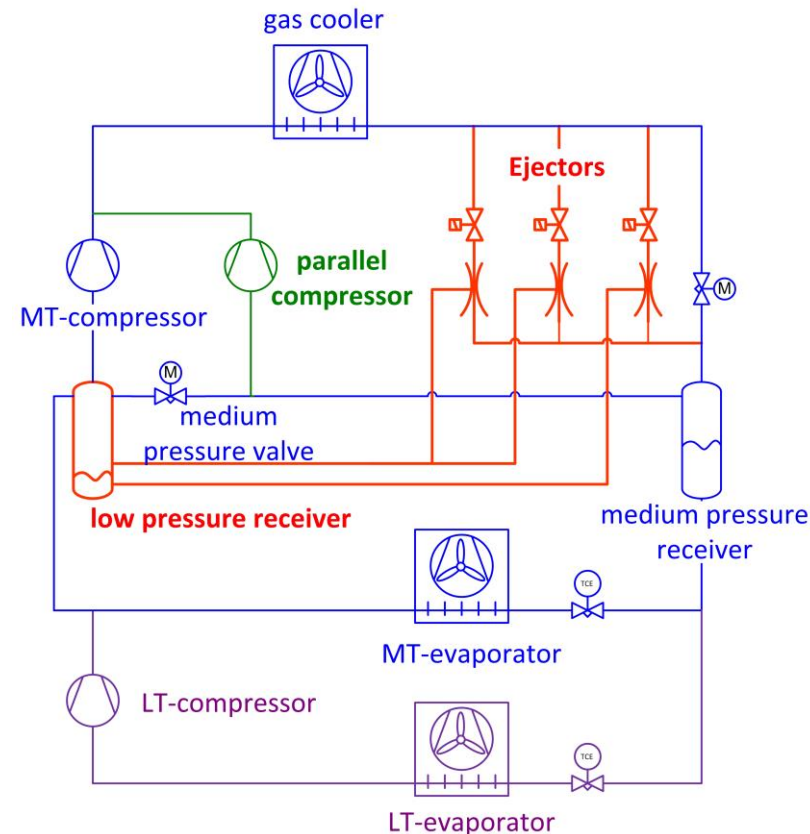 gas cooler
Ejectors
parallel
compressor
MT-compressor
M
M
medium
pressure valve
low pressure receiver
medium pressure
receiver
TCE
MT-evaporator
LT-compressor
TCE
LT-evaporator